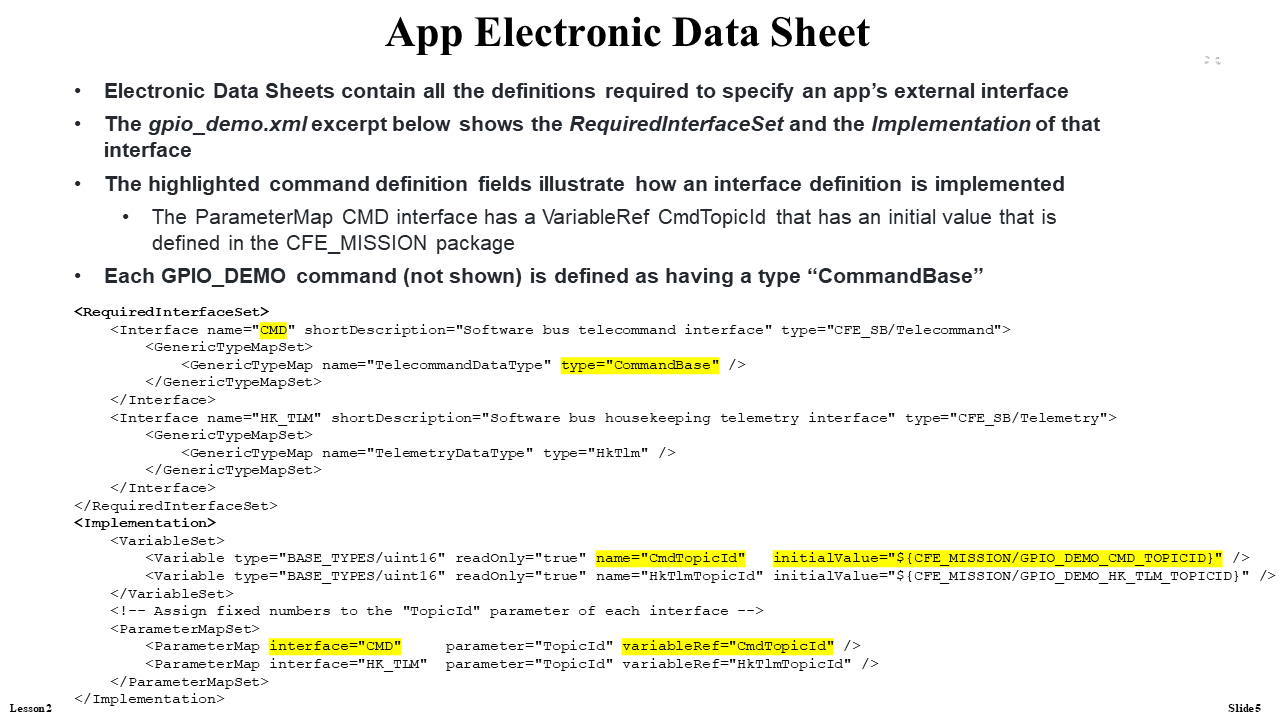 App Electronic Data Sheet
• Electronic Data Sheets contain all the definitions required to specify an app’s external interface
• The gpio_demo.xml excerpt below shows the RequiredInterfaceSet and the Implementation of that
interface
• The highlighted command definition fields illustrate how an interface definition is implemented
• The ParameterMap CMD interface has a VariableRef CmdTopicId that has an initial value that is
defined in the CFE_MISSION package
• Each GPIO_DEMO command (not shown) is defined as having a type “CommandBase”
<RequiredInterfaceSet>
    <Interface name="CMD" shortDescription="Software bus telecommand interface" type="CFE_SB/Telecommand">
        <GenericTypeMapSet>
            <GenericTypeMap name="TelecommandDataType" type="CommandBase" />
        </GenericTypeMapSet>
    </Interface>
    <Interface name="HK_TLM" shortDescription="Software bus housekeeping telemetry interface" type="CFE_SB/Telemetry">
        <GenericTypeMapSet>
            <GenericTypeMap name="TelemetryDataType" type="HkTlm" />
        </GenericTypeMapSet>
    </Interface>
</RequiredInterfaceSet>
<Implementation>
    <VariableSet>
        <Variable type="BASE_TYPES/uint16" readOnly="true" name="CmdTopicId"   initialValue="${CFE_MISSION/GPIO_DEMO_CMD_TOPICID}" />
        <Variable type="BASE_TYPES/uint16" readOnly="true" name="HkTlmTopicId" initialValue="${CFE_MISSION/GPIO_DEMO_HK_TLM_TOPICID}" />
    </VariableSet>
    <!-- Assign fixed numbers to the "TopicId" parameter of each interface -->
    <ParameterMapSet>
        <ParameterMap interface="CMD"     parameter="TopicId" variableRef="CmdTopicId" />
        <ParameterMap interface="HK_TLM"  parameter="TopicId" variableRef="HkTlmTopicId" />
    </ParameterMapSet>
</Implementation>
Lesson 2
Slide 5